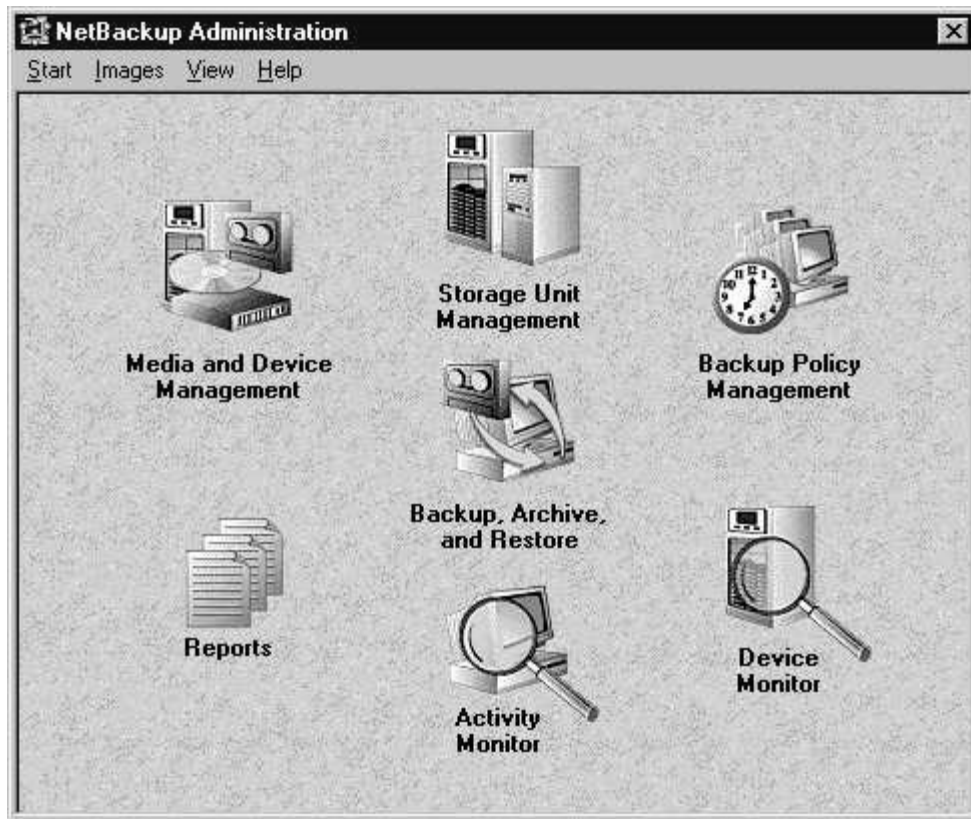 NetBackup Administration
Start Images View Help
Storage Unit
Management
Media and Device
Management
Backup Policy
Management
Backup, Archive,
and Restore
Reports
Device
Monitor
Activity
Monitor